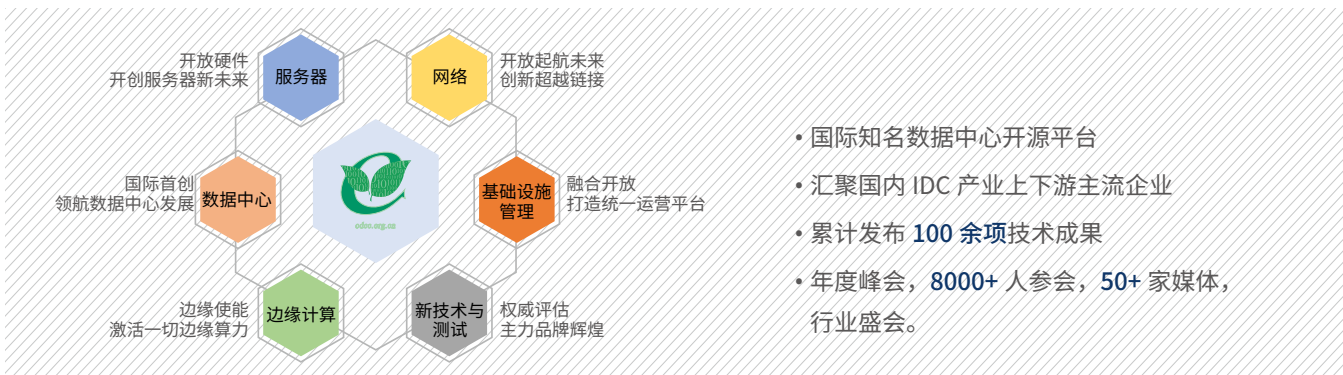 开放硬件
开创服务器新未来
服务器
网络
开放起航未来
创新超越链接
国际首创
领航数据中心发展
数据中心
odcc.org.cn
基础设施
管理
融合开放
打造统一运营平台
边缘使能
激活一切边缘算力
边缘计算
新技术与
测试
权威评估
主力品牌辉煌
• 国际知名数据中心开源平台
• 汇聚国内 IDC 产业上下游主流企业
• 累计发布 100 余项技术成果
• 年度峰会，8000+ 人参会，50+ 家媒体，
行业盛会。